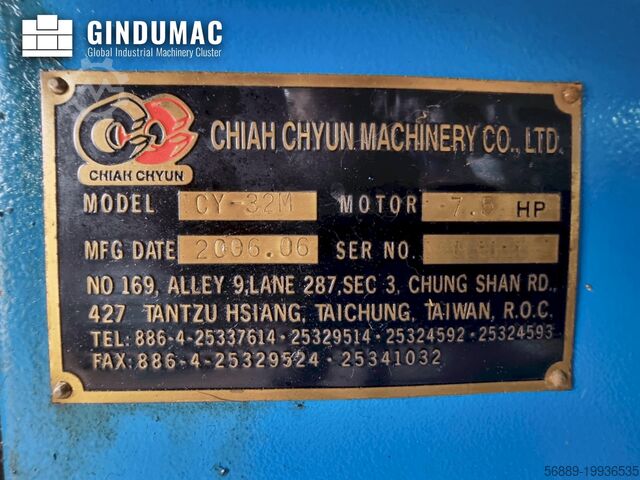 GINDUMAC
Global Industrial Machinery Cluster
CHIAH CHYUN MACHINERY CO., LTD.
CHIAH CHYUN
MODEL CY-32M MOTOR 7.5 HP
MFG DATE 2006.06 SER NO.
NO 169, ALLEY 9,LANE 287,SEC 3, CHUNG SHAN RD.,
427 TANTZU HSIANG, TAICHUNG, TAIWAN, R.O.C.
TEL:886-4-25337614·25329514·25324592·25324593
FAX:886-4-25329524·25341032
56889-19936535